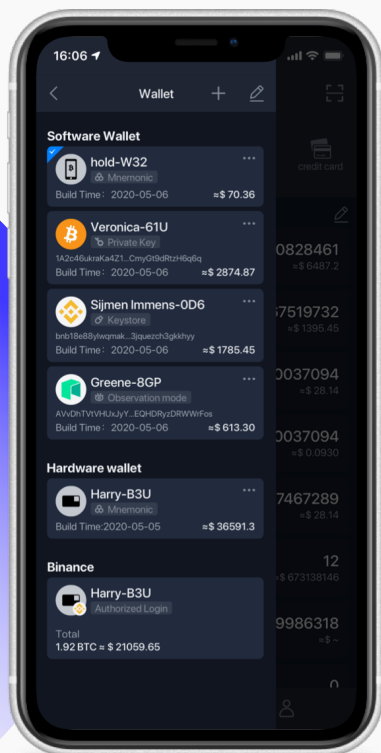 16:06
Wallet
Software Wallet
hold-W32
Mnemonic
Build Time: 2020-05-06 ≈$ 70.36
Veronica-61U
Private Key
1A2c46ukraKa4Z1...CmyGt9dRtzH6q6q
Build Time: 2020-05-06 ≈$ 2874.87
Sijmen Immens-0D6
Keystore
bnb18e88ylwqmak...3jquezch3gkkhyy
Build Time: 2020-05-06 ≈$ 1785.45
Greene-8GP
Observation mode
AVvDhTVtVHUxJyY...EQHDRyzDRWWrFos
Build Time: 2020-05-06 ≈$ 613.30
Hardware wallet
Harry-B3U
Mnemonic
Build Time:2020-05-05 ≈$ 36591.3
Binance
Harry-B3U
Authorized Login
Total
1.92 BTC ≈ $ 21059.65
credit card
0828461
≈$ 6487.2
67519732
≈$ 1395.45
0037094
≈$ 28.14
0037094
≈$ 0.0930
7467289
≈$ 28.14
12
≈$ 673138146
9986318
≈$ ~
0